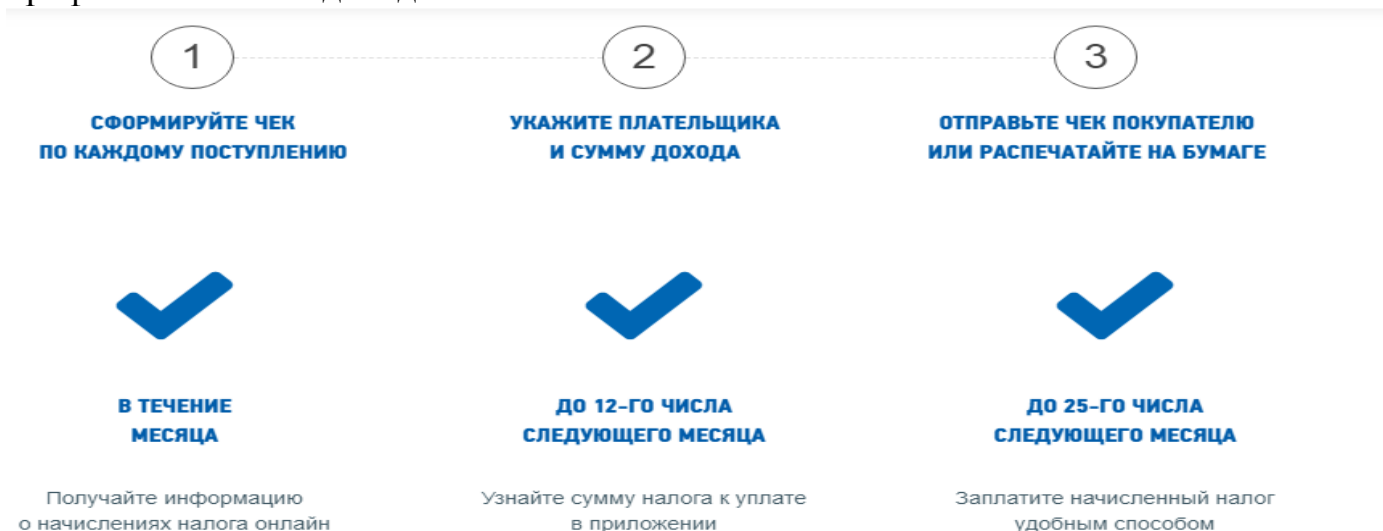 1
2
3
СФОРМИРУЙТЕ ЧЕК
ПО КАЖДОМУ ПОСТУПЛЕНИЮ
УКАЖИТЕ ПЛАТЕЛЬЩИКА
И СУММУ ДОХОДА
ОТПРАВЬТЕ ЧЕК ПОКУПАТЕЛЮ
ИЛИ РАСПЕЧАТАЙТЕ НА БУМАГЕ
В ТЕЧЕНИЕ
МЕСЯЦА
ДО 12-ГО ЧИСЛА
СЛЕДУЮЩЕГО МЕСЯЦА
ДО 25-ГО ЧИСЛА
СЛЕДУЮЩЕГО МЕСЯЦА
Получайте информацию
о начислениях налога онлайн
Узнайте сумму налога к уплате
в приложении
Заплатите начисленный налог
удобным способом